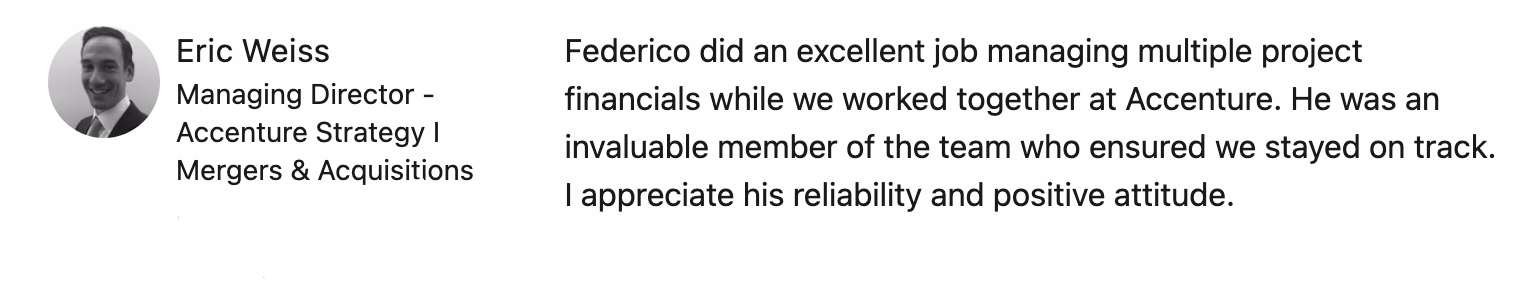 Eric Weiss
Managing Director -
Accenture Strategy I
Mergers & Acquisitions
Federico did an excellent job managing multiple project
financials while we worked together at Accenture. He was an
invaluable member of the team who ensured we stayed on track.
I appreciate his reliability and positive attitude.